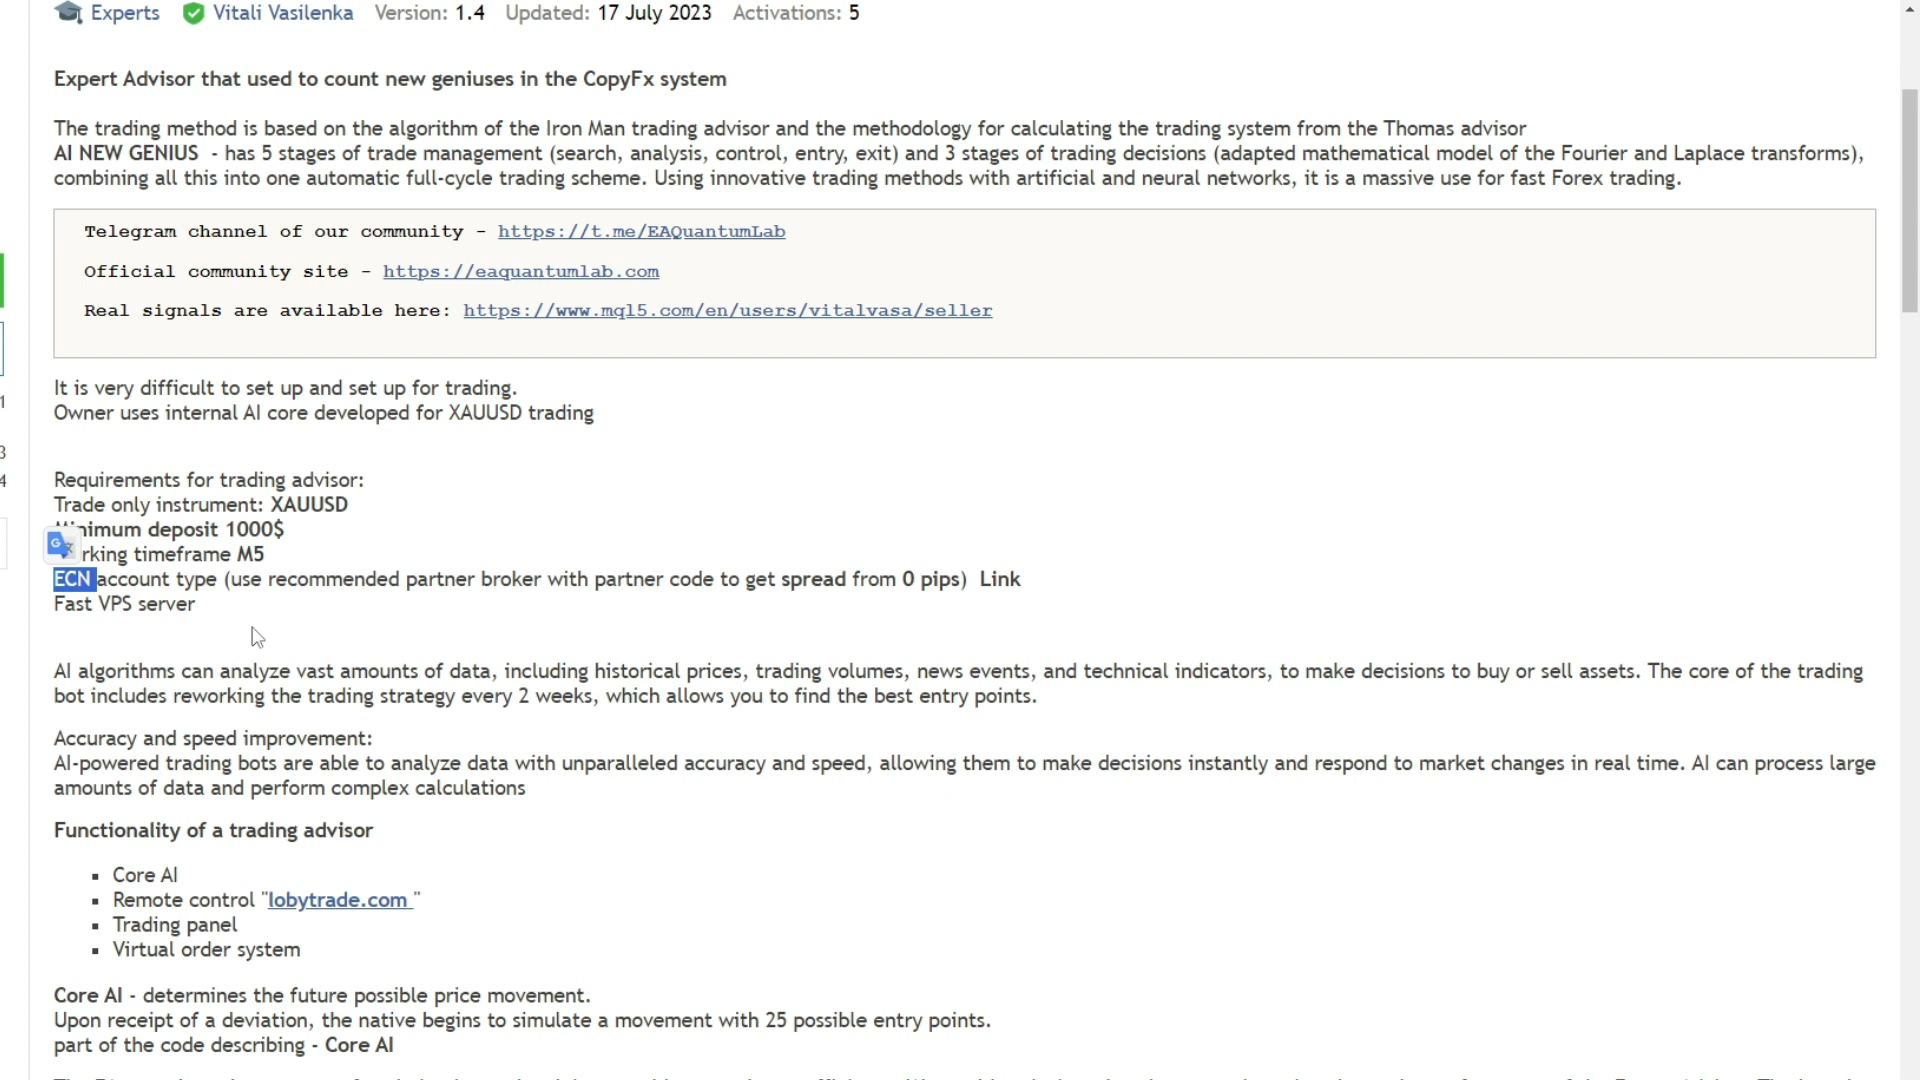 Experts Vitali Vasilenka Version: 1.4 Updated: 17 July 2023 Activations: 5
Expert Advisor that used to count new geniuses in the CopyFx system
The trading method is based on the algorithm of the Iron Man trading advisor and the methodology for calculating the trading system from the Thomas advisor
AI NEW GENIUS - has 5 stages of trade management (search, analysis, control, entry, exit) and 3 stages of trading decisions (adapted mathematical model of the Fourier and Laplace transforms),
combining all this into one automatic full-cycle trading scheme. Using innovative trading methods with artificial and neural networks, it is a massive use for fast Forex trading.
Telegram channel of our community - https://t.me/EAQuantumLab
Official community site - https://eaquantumlab.com
Real signals are available here: https://www.mql5.com/en/users/vitalvasa/seller
It is very difficult to set up and set up for trading.
Owner uses internal AI core developed for XAUUSD trading
Requirements for trading advisor:
Trade only instrument: XAUUSD
Minimum deposit 1000$
rking timeframe M5
ECN account type (use recommended partner broker with partner code to get spread from 0 pips) Link
Fast VPS server
AI algorithms can analyze vast amounts of data, including historical prices, trading volumes, news events, and technical indicators, to make decisions to buy or sell assets. The core of the trading
bot includes reworking the trading strategy every 2 weeks, which allows you to find the best entry points.
Accuracy and speed improvement:
AI-powered trading bots are able to analyze data with unparalleled accuracy and speed, allowing them to make decisions instantly and respond to market changes in real time. AI can process large
amounts of data and perform complex calculations
Functionality of a trading advisor
▪ Core AI
▪ Remote control "lobytrade.com "
▪ Trading panel
▪ Virtual order system
Core AI - determines the future possible price movement.
Upon receipt of a deviation, the native begins to simulate a movement with 25 possible entry points.
part of the code describing - Core AI